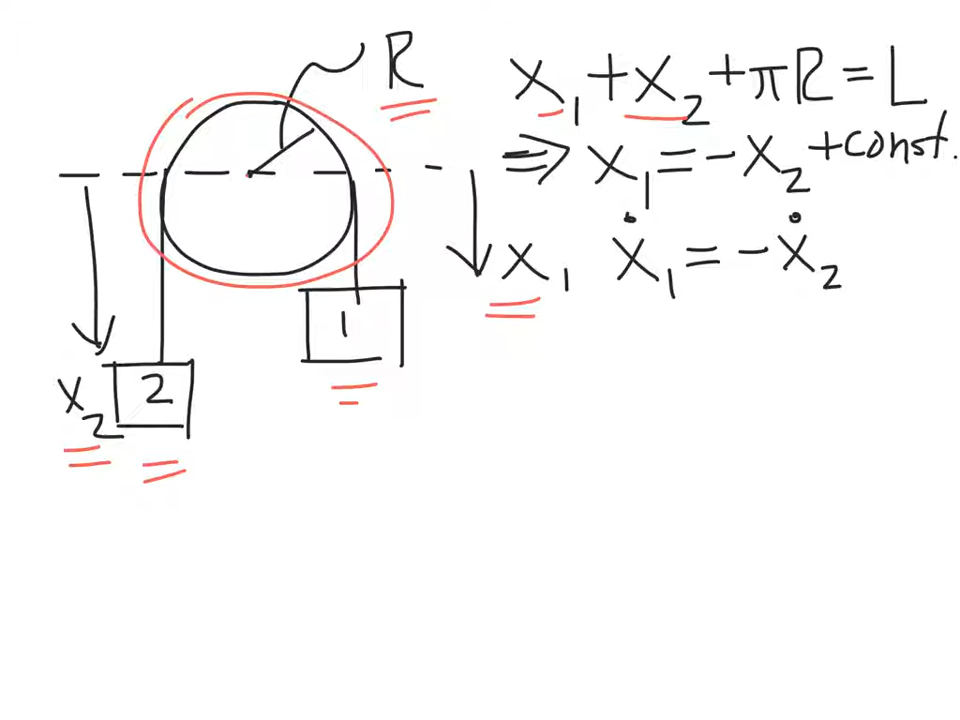 R
x₁ + x₂ + πR = L
⇒ x₁ = -x₂ + const.
x₁
ẋ₁ = -ẋ₂
1
x₂
2